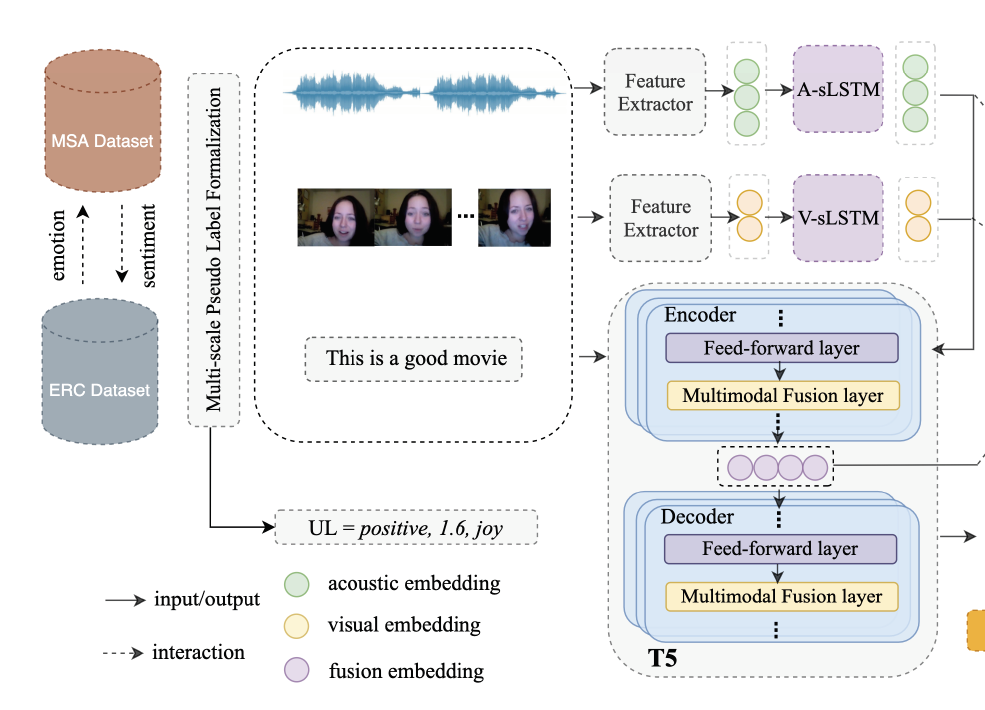 MSA Dataset
emotion
sentiment
ERC Dataset
Multi-scale Pseudo Label Formalization
This is a good movie
UL = positive, 1.6, joy
input/output
interaction
acoustic embedding
visual embedding
fusion embedding
Feature
Extractor
A-sLSTM
Feature
Extractor
V-sLSTM
Encoder
Feed-forward layer
Multimodal Fusion layer
Decoder
Feed-forward layer
Multimodal Fusion layer
T5